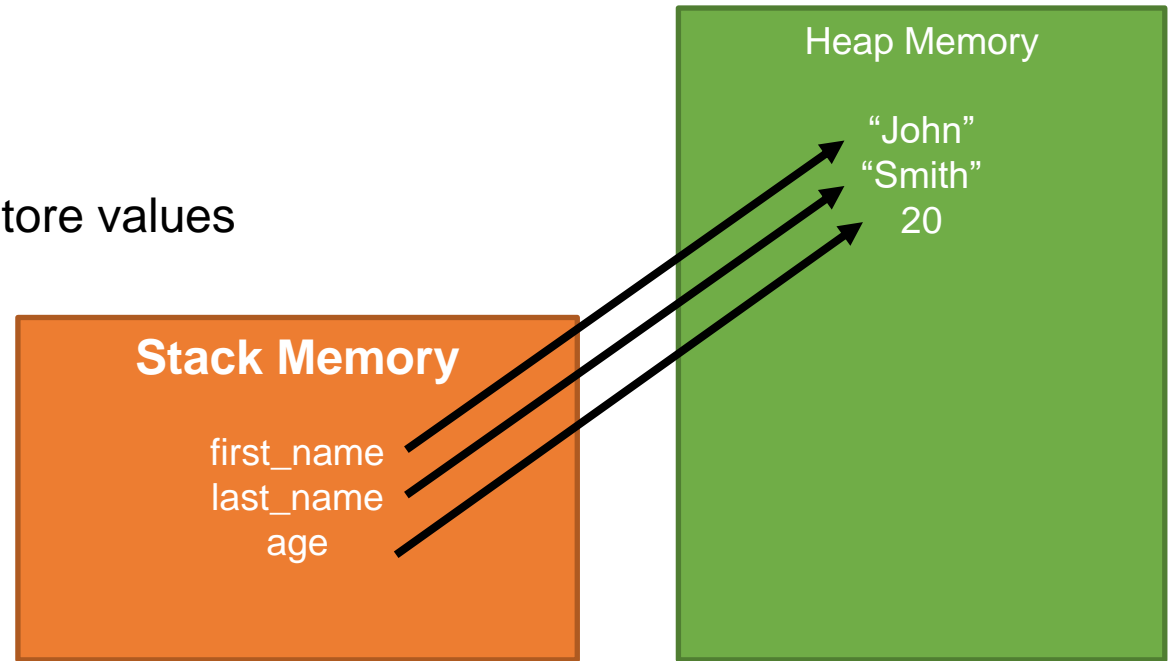 Heap Memory
“John”
“Smith”
20
tore values
Stack Memory
first_name
last_name
age